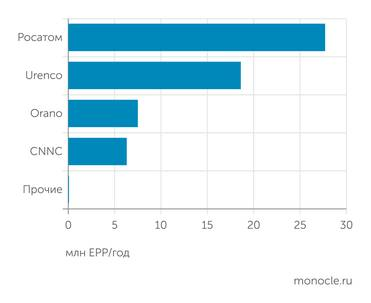 Росатом
Urenco
Orano
CNNC
Прочие
0 5 10 15 20 25 30
млн ЕРР/год
monocle.ru